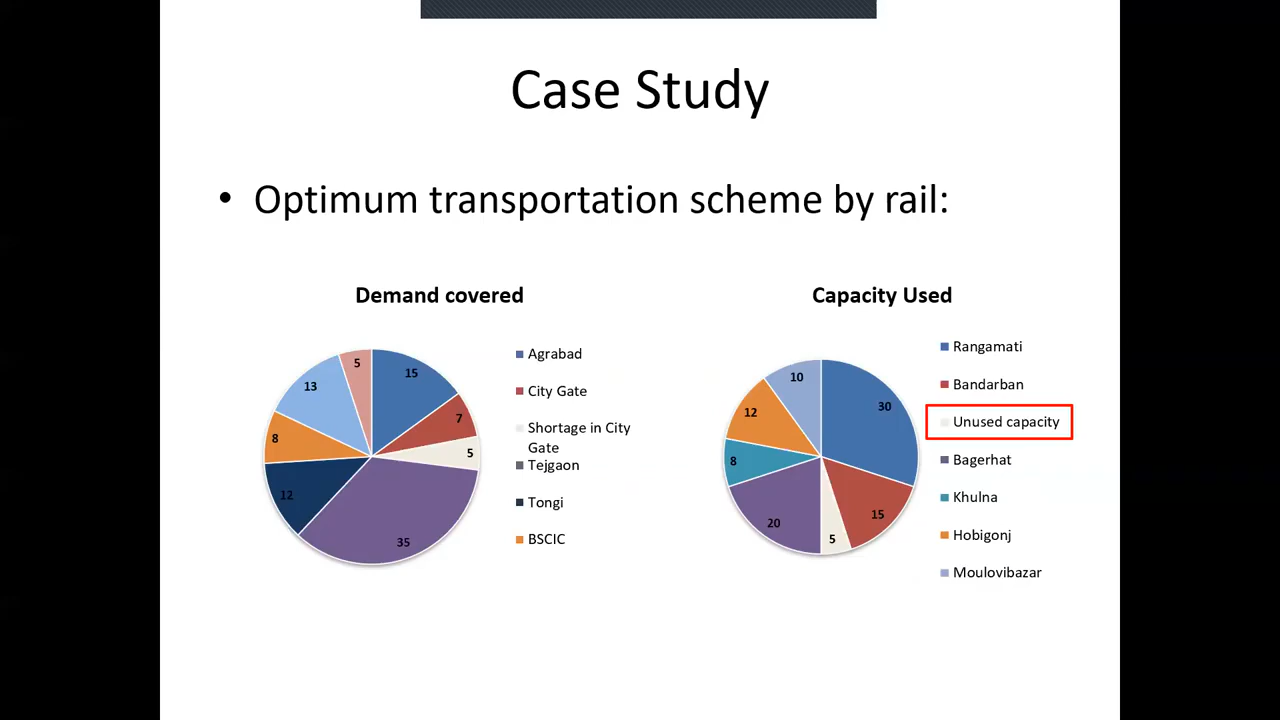 Case Study
• Optimum transportation scheme by rail:
Demand covered
5
15
13
7
8
5
12
35
Agrabad
City Gate
Shortage in City
Gate
Tejgaon
Tongi
BSCIC
Capacity Used
10
30
12
8
15
20
5
Rangamati
Bandarban
Unused capacity
Bagerhat
Khulna
Hobigonj
Moulovibazar